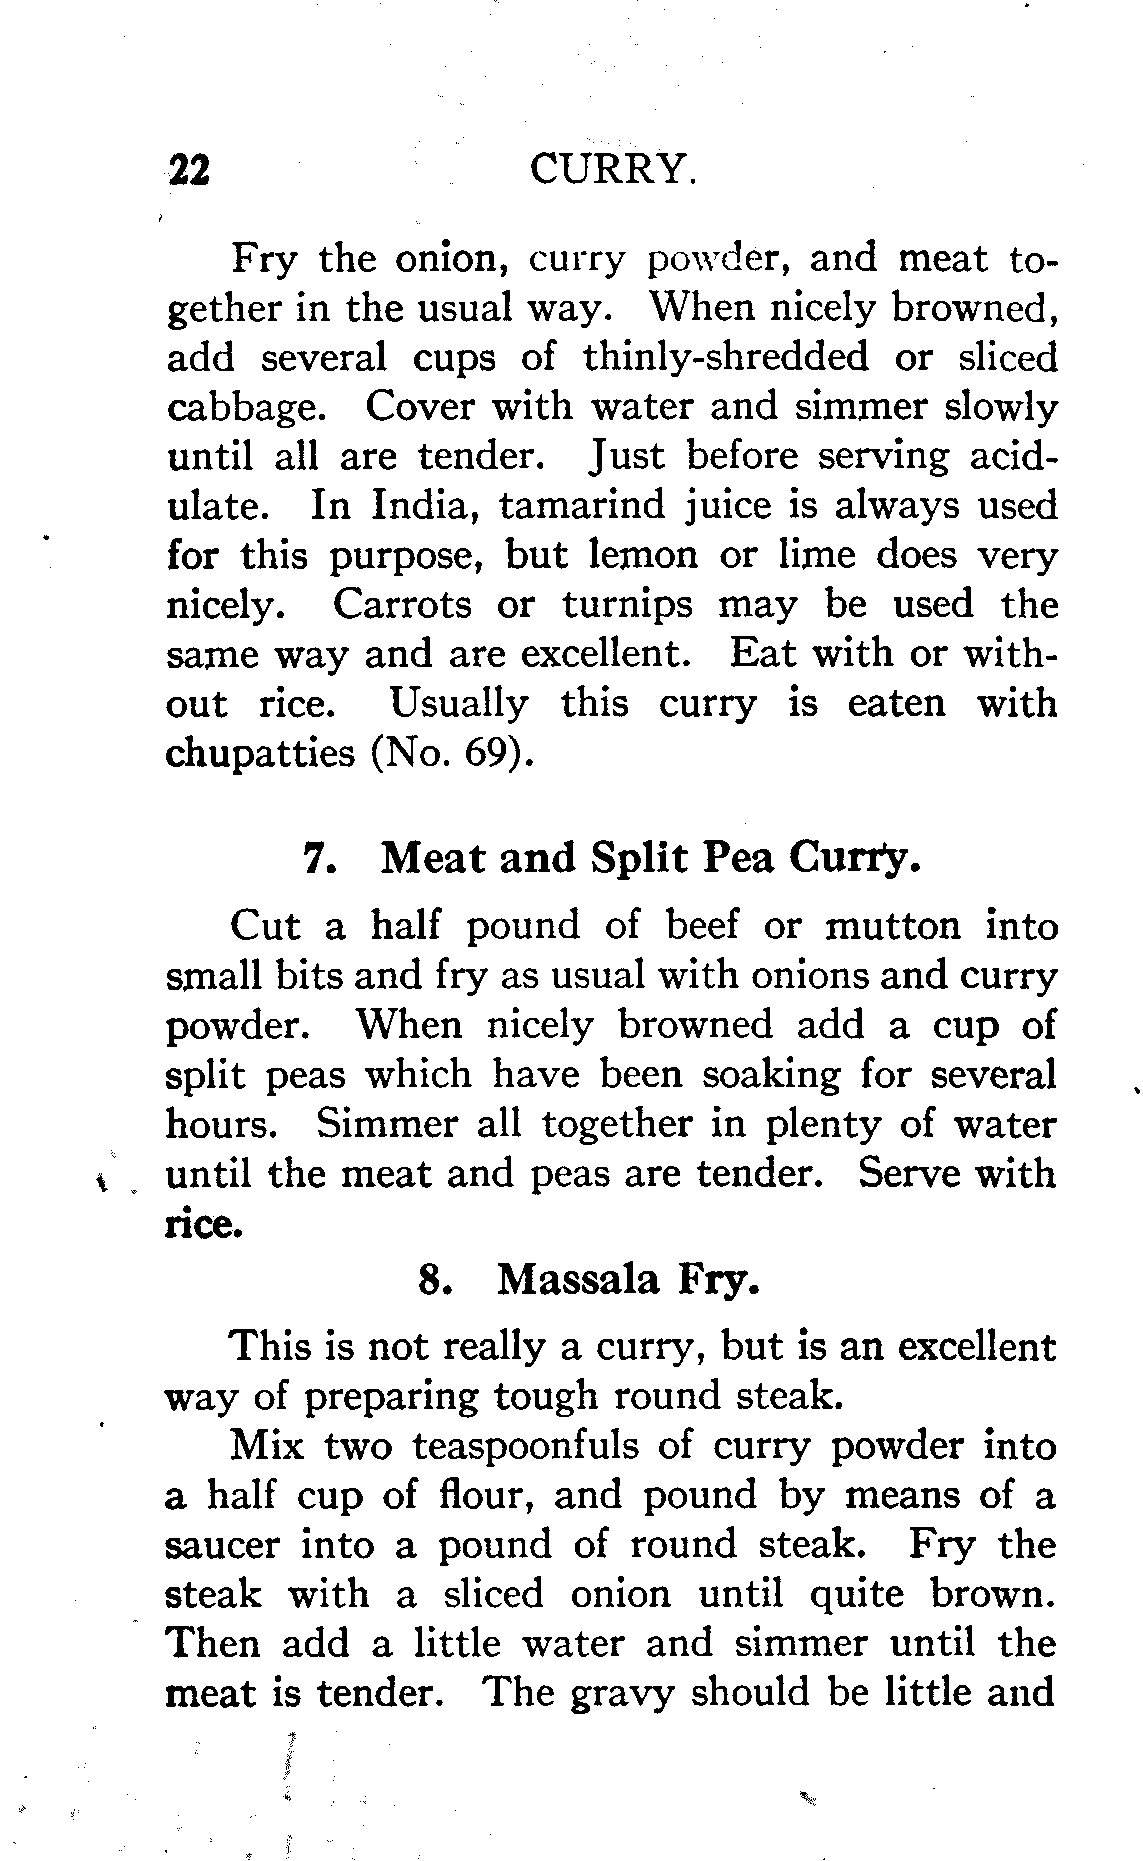 22 CURRY.
Fry the onion, curry powder, and meat to-
gether in the usual way. When nicely browned,
add several cups of thinly-shredded or sliced
cabbage. Cover with water and simmer slowly
until all are tender. Just before serving acid-
ulate. In India, tamarind juice is always used
for this purpose, but lemon or lime does very
nicely. Carrots or turnips may be used the
same way and are excellent. Eat with or with-
out rice. Usually this curry is eaten with
chupatties (No. 69).
7. Meat and Split Pea Curry.
Cut a half pound of beef or mutton into
small bits and fry as usual with onions and curry
powder. When nicely browned add a cup of
split peas which have been soaking for several
hours. Simmer all together in plenty of water
until the meat and peas are tender. Serve with
rice.
8. Massala Fry.
This is not really a curry, but is an excellent
way of preparing tough round steak.
Mix two teaspoonfuls of curry powder into
a half cup of flour, and pound by means of a
saucer into a pound of round steak. Fry the
steak with a sliced onion until quite brown.
Then add a little water and simmer until the
meat is tender. The gravy should be little and